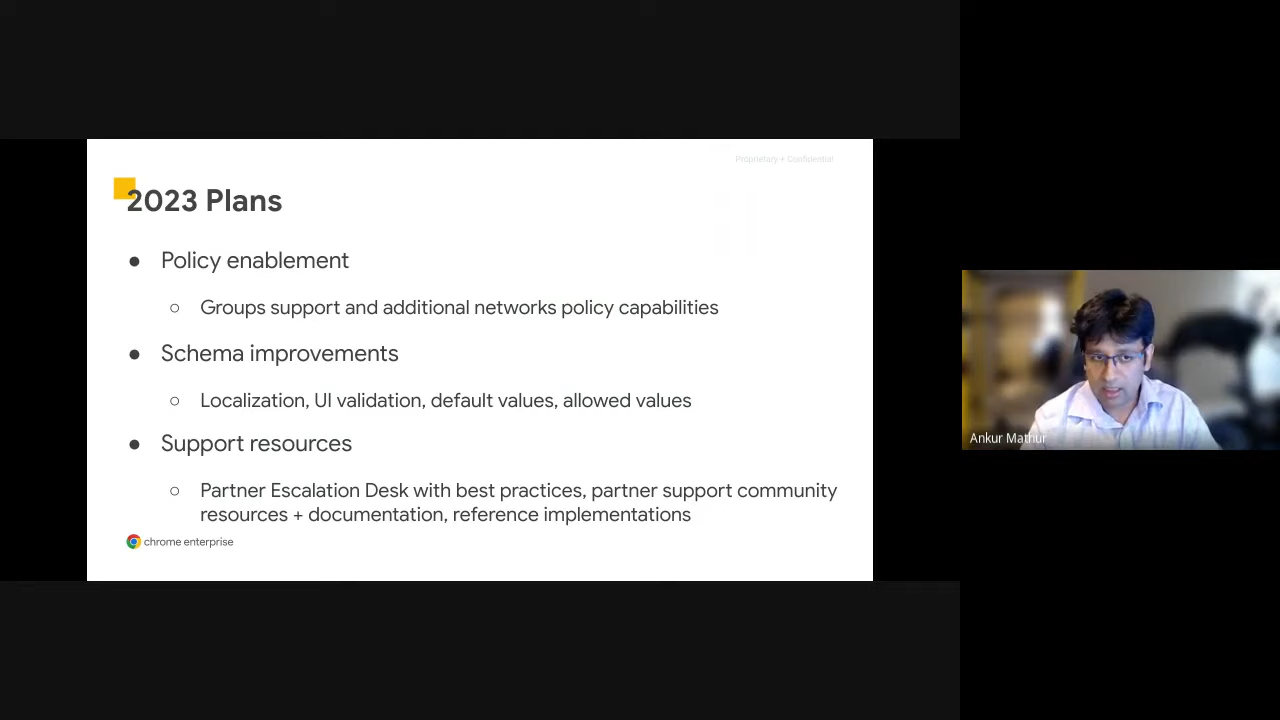 Proprietary + Confidential
2023 Plans
● Policy enablement
○ Groups support and additional networks policy capabilities
● Schema improvements
○ Localization, UI validation, default values, allowed values
● Support resources
○ Partner Escalation Desk with best practices, partner support community
resources + documentation, reference implementations
chrome enterprise
Ankur Mathur